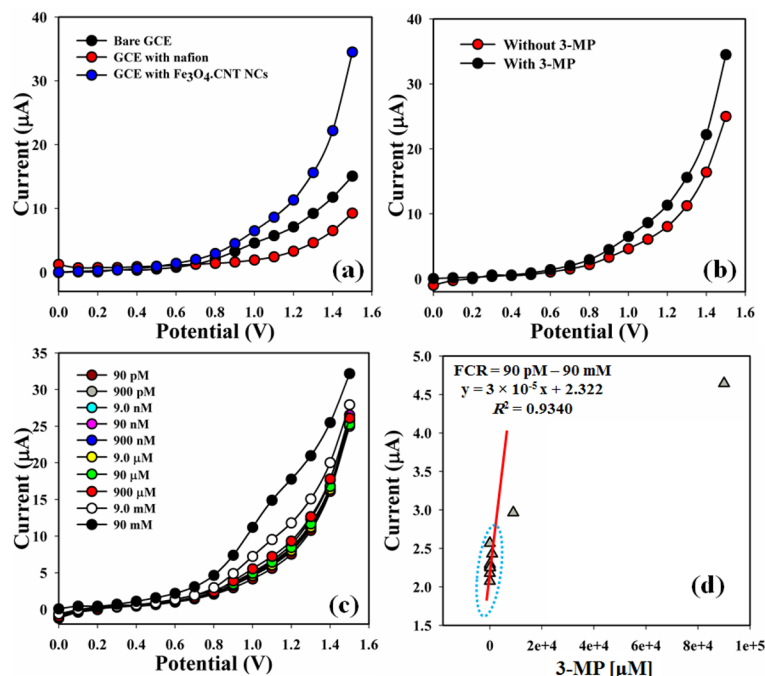 40
30
20
10
0
Current (µA)
Bare GCE
GCE with nafion
GCE with Fe₃O₄.CNT NCs
(a)
0.0 0.2 0.4 0.6 0.8 1.0 1.2 1.4 1.6
Potential (V)
40
30
20
10
0
Current (µA)
Without 3-MP
With 3-MP
(b)
0.0 0.2 0.4 0.6 0.8 1.0 1.2 1.4 1.6
Potential (V)
35
30
25
20
15
10
5
0
Current (µA)
90 pM
900 pM
9.0 nM
90 nM
900 nM
9.0 µM
90 µM
900 µM
9.0 mM
90 mM
(c)
0.0 0.2 0.4 0.6 0.8 1.0 1.2 1.4 1.6
Potential (V)
5.0
4.5
4.0
3.5
3.0
2.5
2.0
1.5
Current (µA)
FCR = 90 pM – 90 mM
y = 3 × 10⁻⁵ x + 2.322
R² = 0.9340
(d)
0 2e+4 4e+4 6e+4 8e+4 1e+5
3-MP [µM]